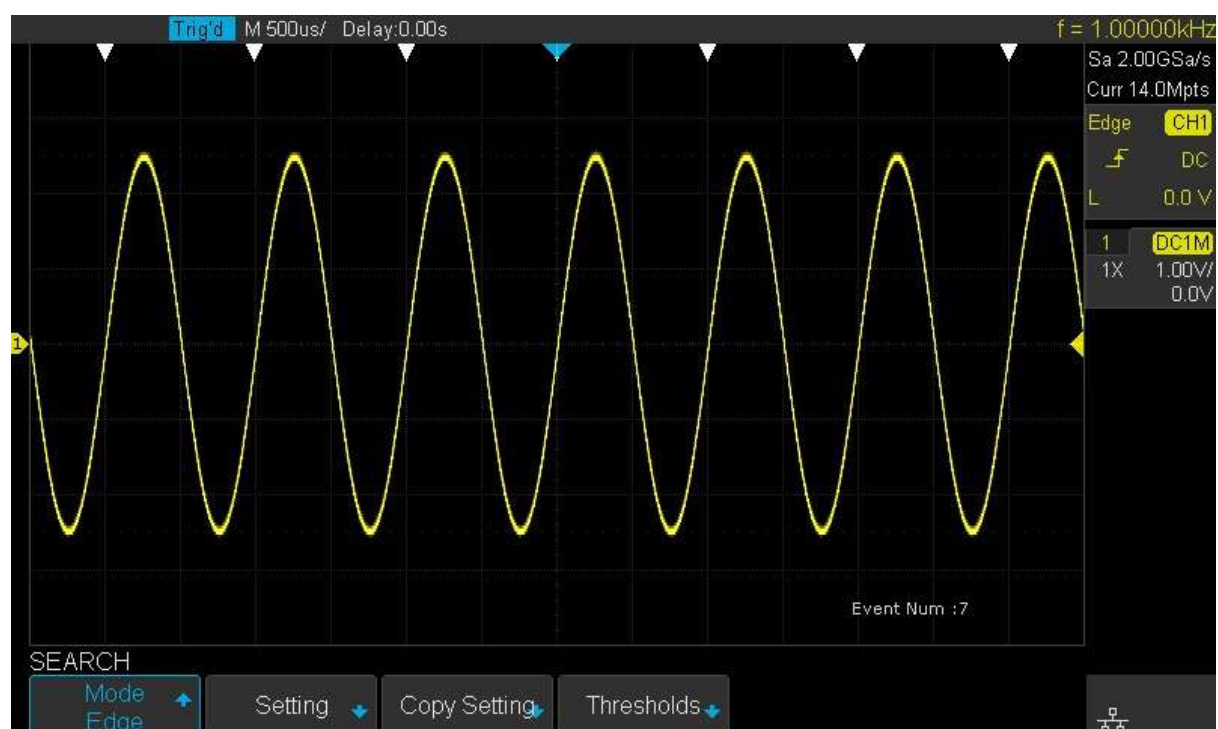 Trig'd M 500us/ Delay:0.00s f = 1.00000kHz
Sa 2.00GSa/s
Curr 14.0Mpts
Edge CH1
DC
L 0.0 V
1 DC1M
1X 1.00V/
0.0V
1
Event Num :7
SEARCH
Mode
Edge
Setting
Copy Setting
Thresholds